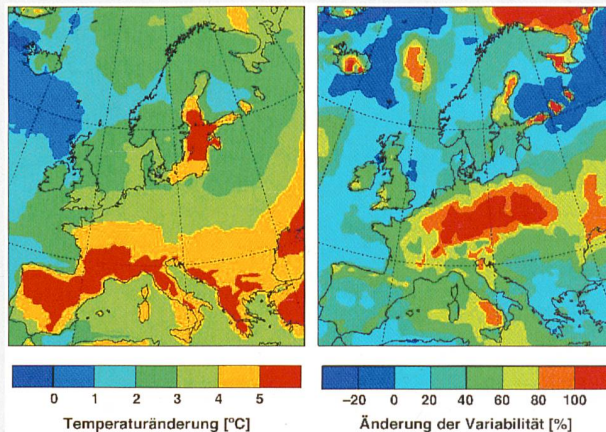 0 1 2 3 4 5
Temperaturänderung [°C]
−20 0 20 40 60 80 100
Änderung der Variabilität [%]